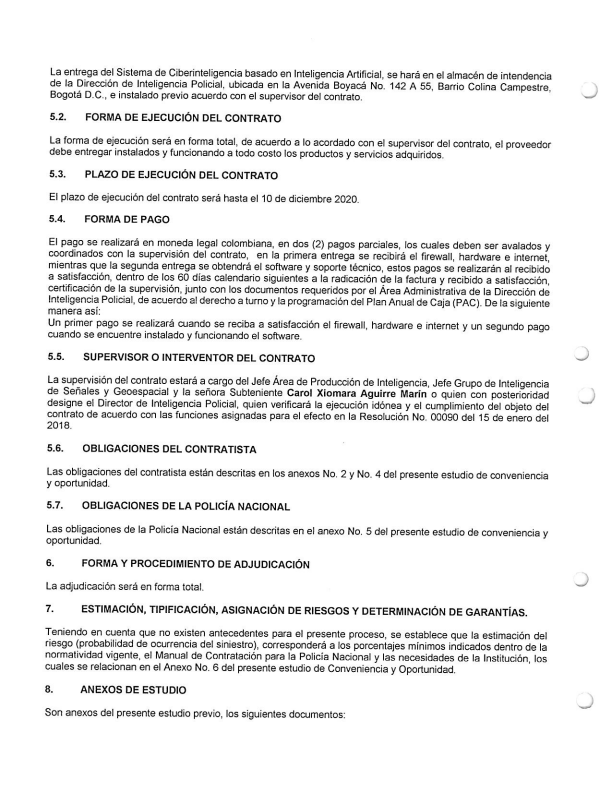 La entrega del Sistema de Ciberinteligencia basado en Inteligencia Artificial, se hará en el almacén de intendencia
de la Dirección de Inteligencia Policial, ubicada en la Avenida Boyacá No. 142 A 55, Barrio Colina Campestre,
Bogotá D.C., e instalado previo acuerdo con el supervisor del contrato.
5.2. FORMA DE EJECUCIÓN DEL CONTRATO
La forma de ejecución será en forma total, de acuerdo a lo acordado con el supervisor del contrato, el proveedor
debe entregar instalados y funcionando a todo costo los productos y servicios adquiridos.
5.3. PLAZO DE EJECUCIÓN DEL CONTRATO
El plazo de ejecución del contrato será hasta el 10 de diciembre 2020.
5.4. FORMA DE PAGO
El pago se realizará en moneda legal colombiana, en dos (2) pagos parciales, los cuales deben ser avalados y
coordinados con la supervisión del contrato, en la primera entrega se recibirá el firewall, hardware e internet,
mientras que la segunda entrega se obtendrá el software y soporte técnico, estos pagos se realizarán al recibido
a satisfacción, dentro de los 60 días calendario siguientes a la radicación de la factura y recibido a satisfacción,
certificación de la supervisión, junto con los documentos requeridos por el Área Administrativa de la Dirección de
Inteligencia Policial, de acuerdo al derecho a turno y la programación del Plan Anual de Caja (PAC). De la siguiente
manera así:
Un primer pago se realizará cuando se reciba a satisfacción el firewall, hardware e internet y un segundo pago
cuando se encuentre instalado y funcionando el software.
5.5. SUPERVISOR O INTERVENTOR DEL CONTRATO
La supervisión del contrato estará a cargo del Jefe Área de Producción de Inteligencia, Jefe Grupo de Inteligencia
de Señales y Geoespacial y la señora Subteniente Carol Xiomara Aguirre Marín o quien con posterioridad
designe el Director de Inteligencia Policial, quien verificará la ejecución idónea y el cumplimiento del objeto del
contrato de acuerdo con las funciones asignadas para el efecto en la Resolución No. 00090 del 15 de enero del
2018.
5.6. OBLIGACIONES DEL CONTRATISTA
Las obligaciones del contratista están descritas en los anexos No. 2 y No. 4 del presente estudio de conveniencia
y oportunidad.
5.7. OBLIGACIONES DE LA POLICÍA NACIONAL
Las obligaciones de la Policía Nacional están descritas en el anexo No. 5 del presente estudio de conveniencia y
oportunidad.
6. FORMA Y PROCEDIMIENTO DE ADJUDICACIÓN
La adjudicación será en forma total.
7. ESTIMACIÓN, TIPIFICACIÓN, ASIGNACIÓN DE RIESGOS Y DETERMINACIÓN DE GARANTÍAS.
Teniendo en cuenta que no existen antecedentes para el presente proceso, se establece que la estimación del
riesgo (probabilidad de ocurrencia del siniestro), corresponderá a los porcentajes mínimos indicados dentro de la
normatividad vigente, el Manual de Contratación para la Policía Nacional y las necesidades de la Institución, los
cuales se relacionan en el Anexo No. 6 del presente estudio de Conveniencia y Oportunidad.
8. ANEXOS DE ESTUDIO
Son anexos del presente estudio previo, los siguientes documentos: